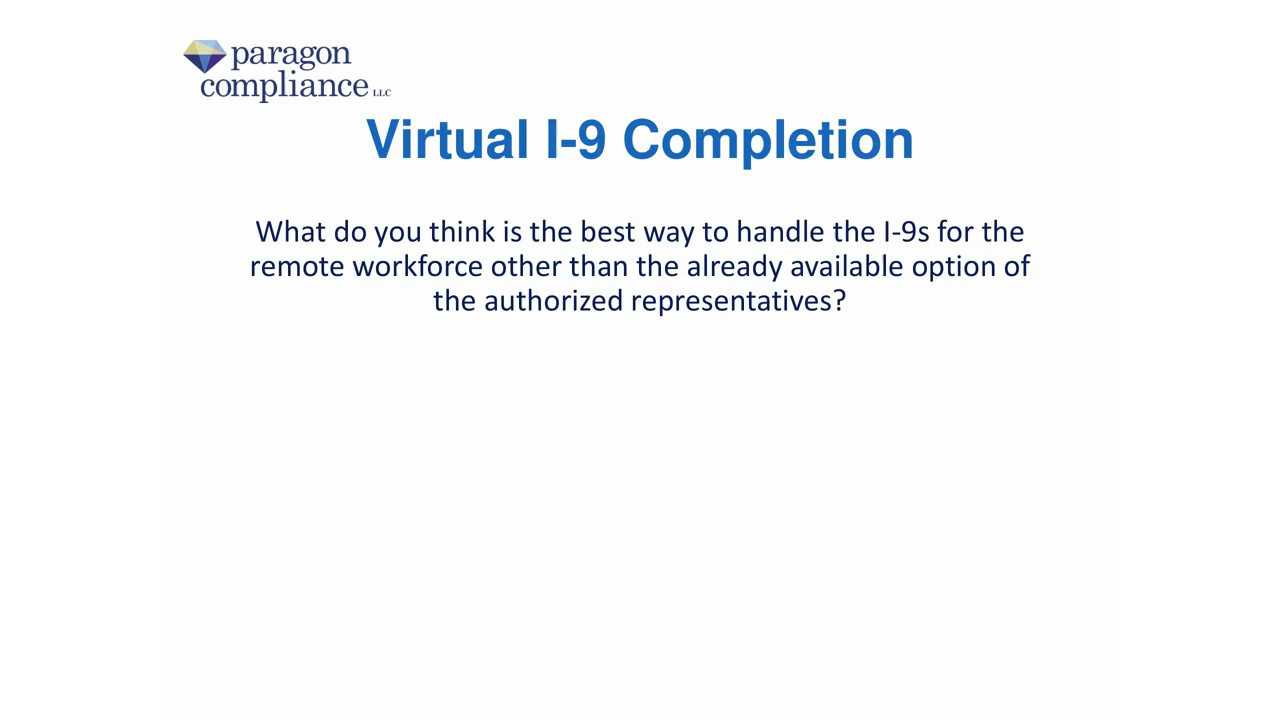 paragon
compliance LLC
Virtual I-9 Completion
What do you think is the best way to handle the I-9s for the
remote workforce other than the already available option of
the authorized representatives?